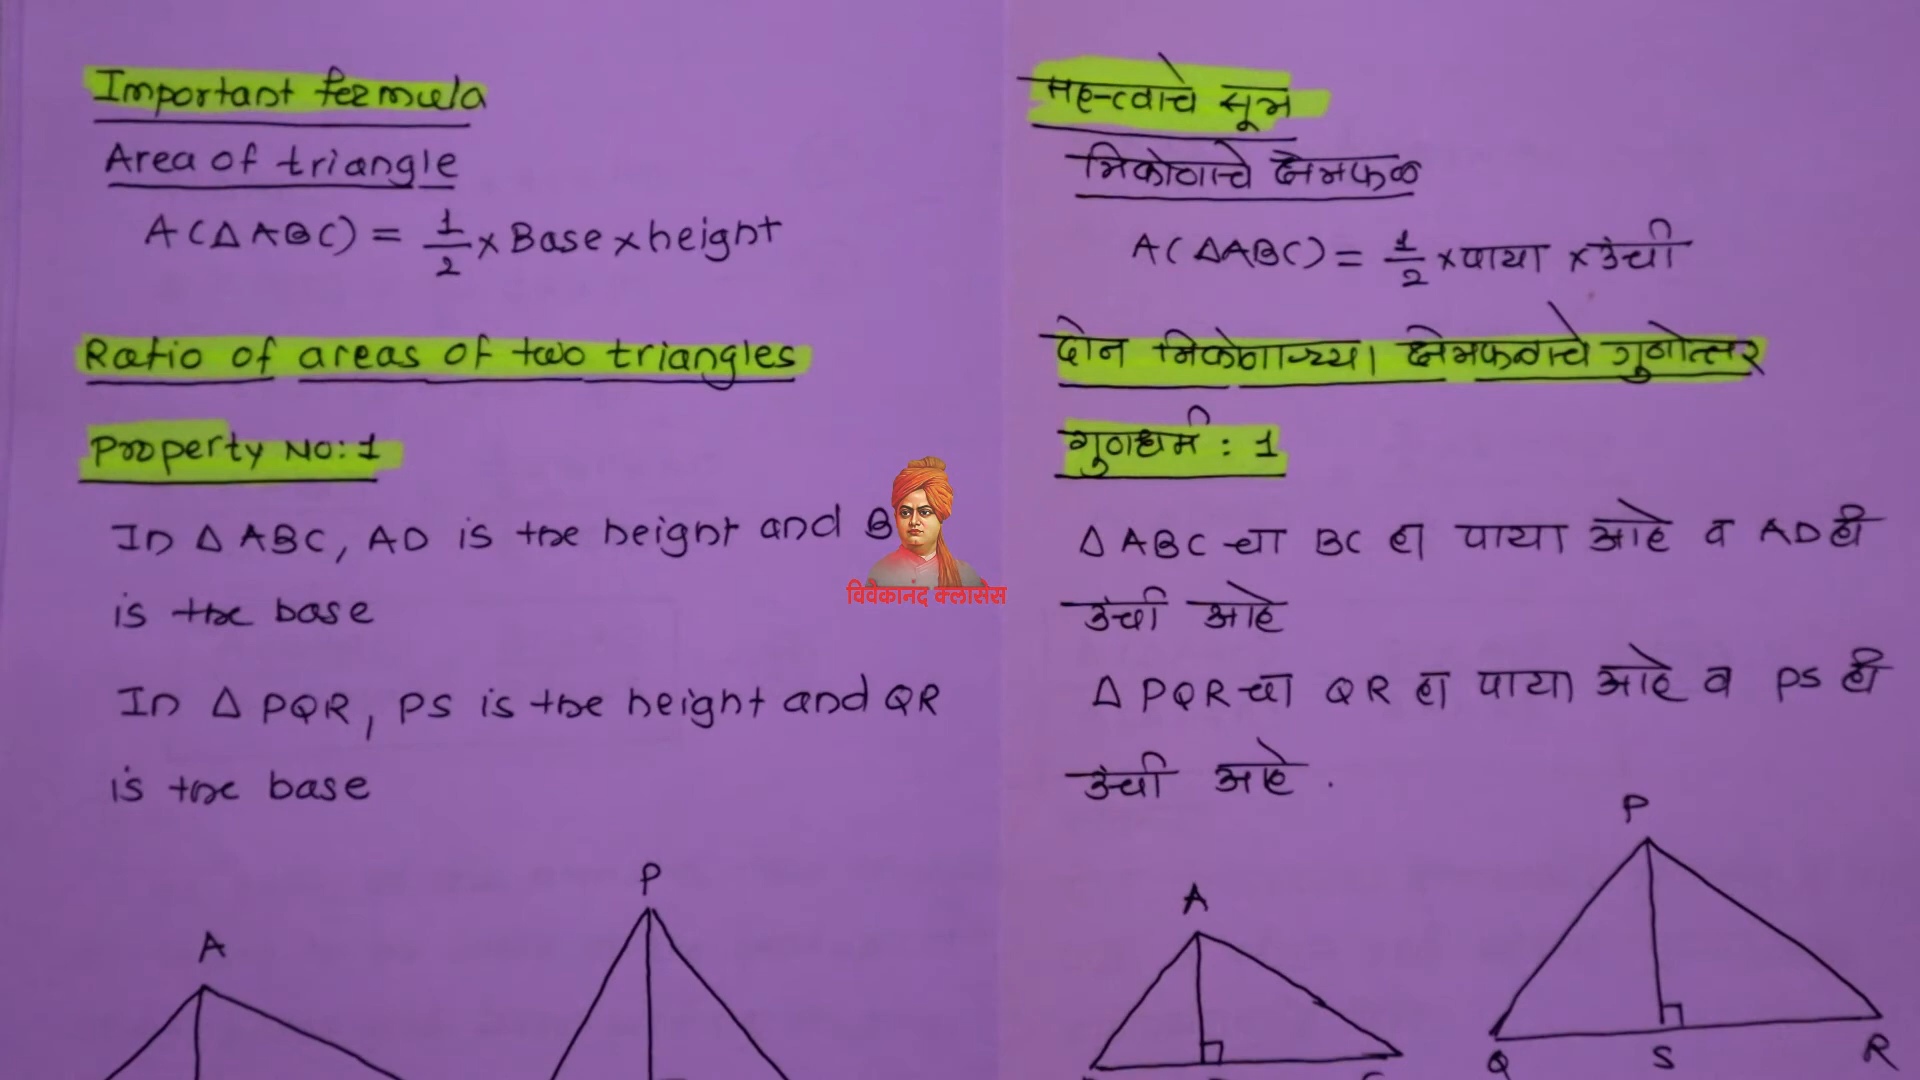 Important formula
Area of triangle
A(△ABC) = 1/2 × Base × height
Ratio of areas of two triangles
Property No: 1
In △ ABC, AD is the height and B
is the base
In △ PQR, PS is the height and QR
is the base
A
P
विवेकानंद क्लासेस
महत्त्वाचे सूत्र
त्रिकोणाचे क्षेत्रफळ
A(△ABC) = 1/2 × पाया × उंची
दोन त्रिकोणाच्या क्षेत्रफळाचे गुणोत्तर
गुणधर्म : 1
△ ABC चा BC हा पाया आहे व AD ही
उंची आहे
△ PQR चा QR हा पाया आहे व PS ही
उंची आहे .
P
A
Q S R